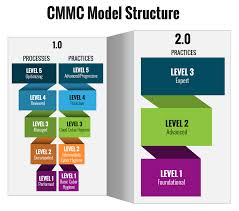 CMMC Model Structure
1.0
PROCESSES
PRACTICES
LEVEL 5
Optimizing
LEVEL 5
Advanced/Progressive
LEVEL 4
Reviewed
LEVEL 4
Proactive
LEVEL 3
Managed
LEVEL 3
Good Cyber Hygiene
LEVEL 2
Documented
LEVEL 2
Intermediate
Cyber Hygiene
LEVEL 1
Performed
LEVEL 1
Basic Cyber
Hygiene
2.0
PRACTICES
LEVEL 3
Expert
LEVEL 2
Advanced
LEVEL 1
Foundational